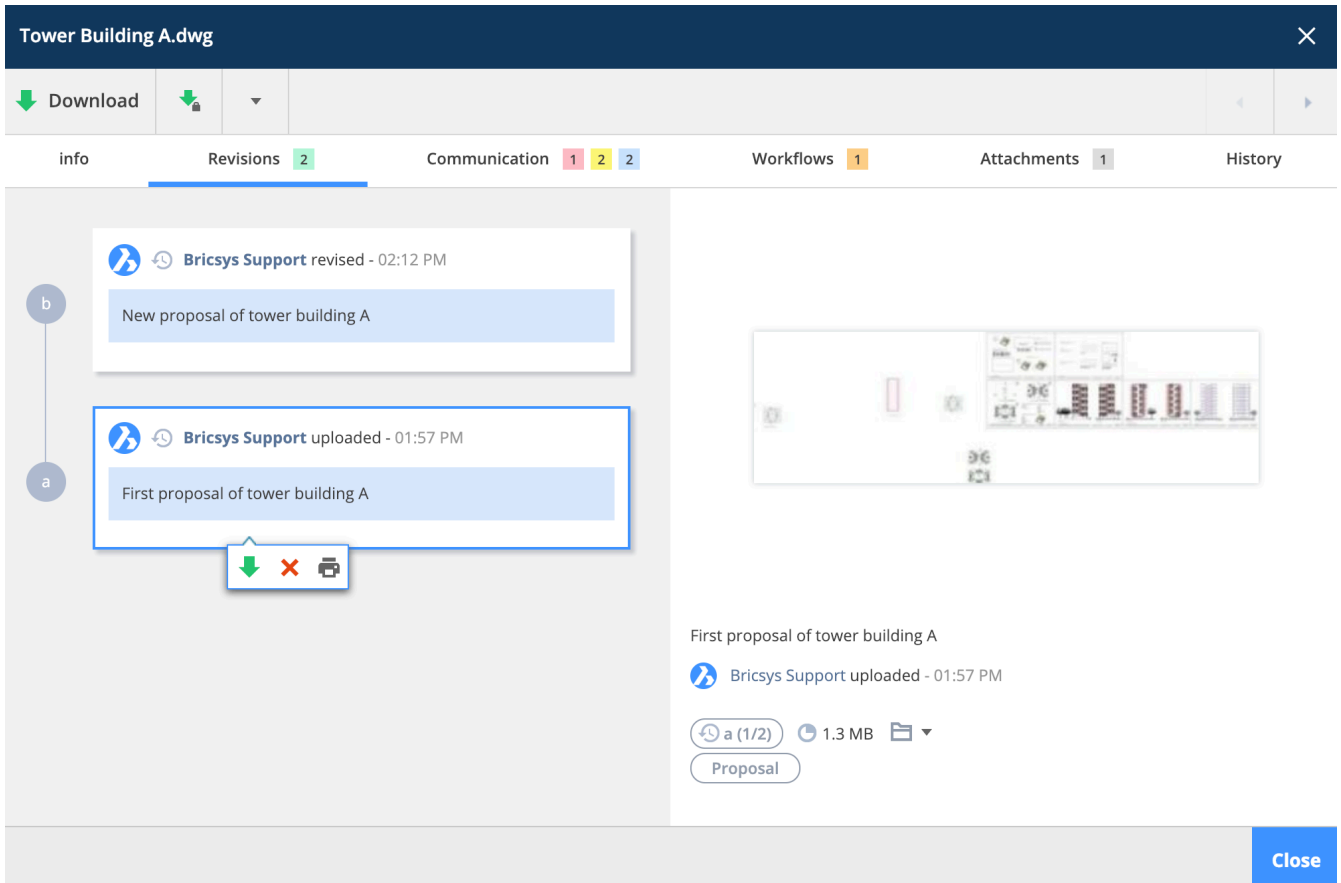 Tower Building A.dwg
Download
info Revisions 2 Communication 1 2 2 Workflows 1 Attachments 1 History
b
Bricsys Support revised - 02:12 PM
New proposal of tower building A
a
Bricsys Support uploaded - 01:57 PM
First proposal of tower building A
First proposal of tower building A
Bricsys Support uploaded - 01:57 PM
a (1/2) 1.3 MB
Proposal
Close